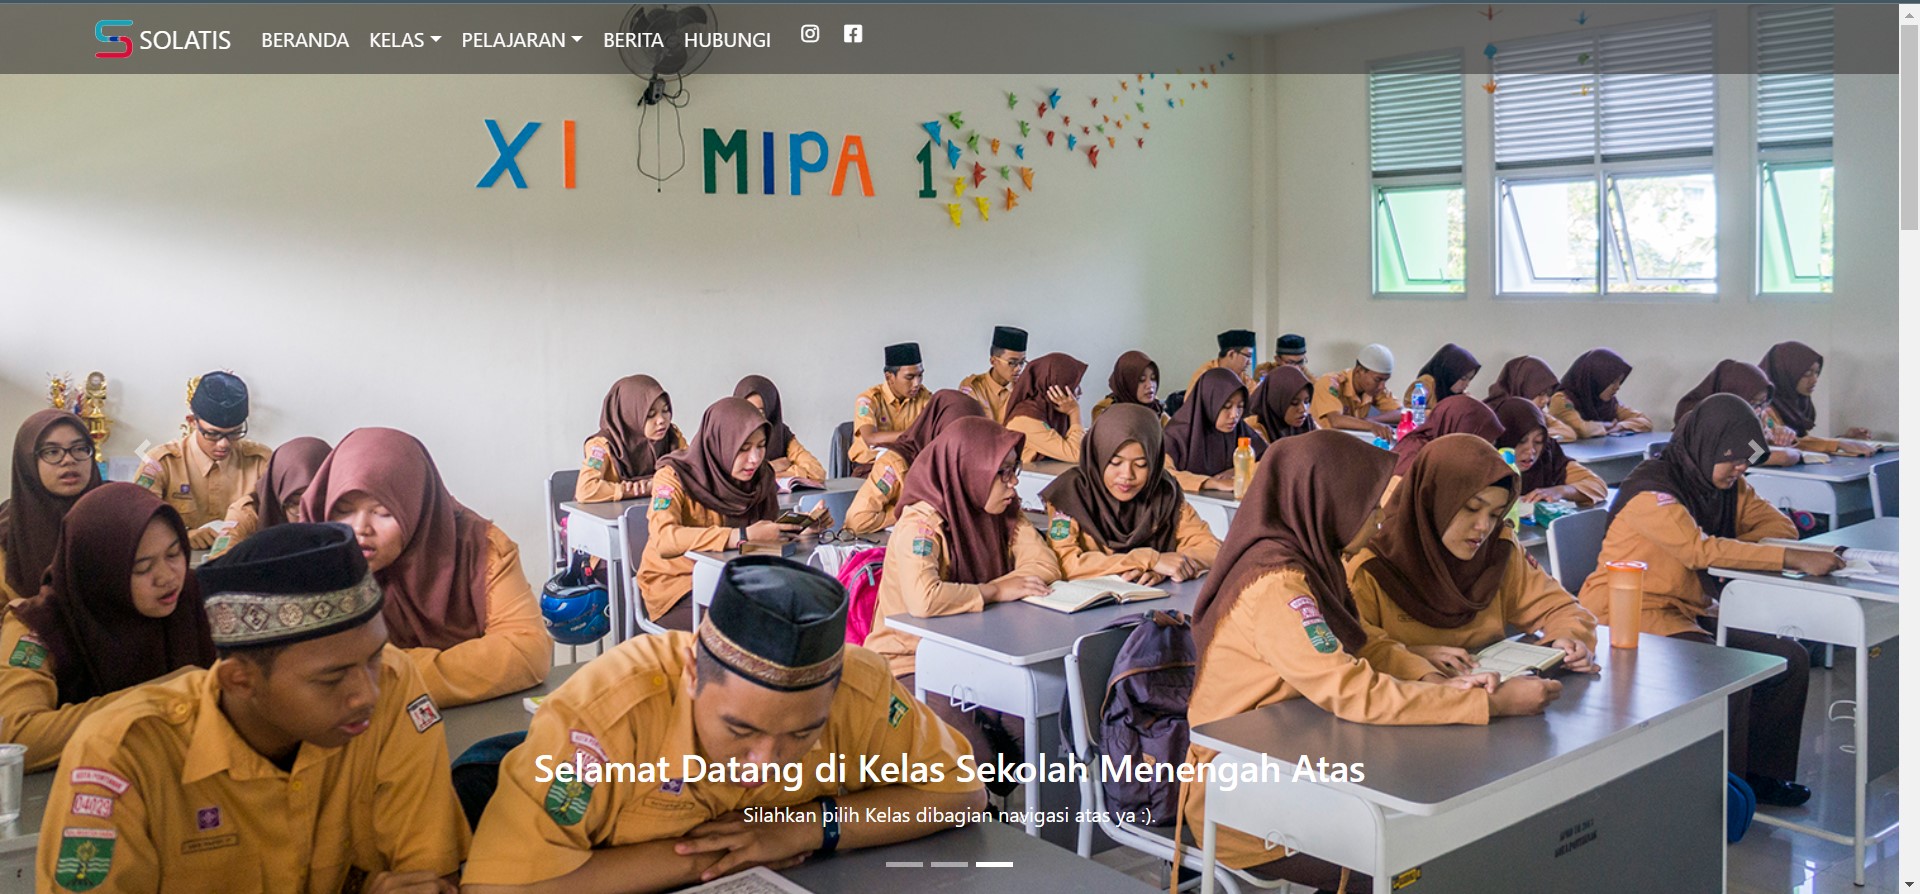 SOLATIS BERANDA KELAS PELAJARAN BERITA HUBUNGI
XI MIPA 1
Selamat Datang di Kelas Sekolah Menengah Atas
Silahkan pilih Kelas dibagian navigasi atas ya :).
04029